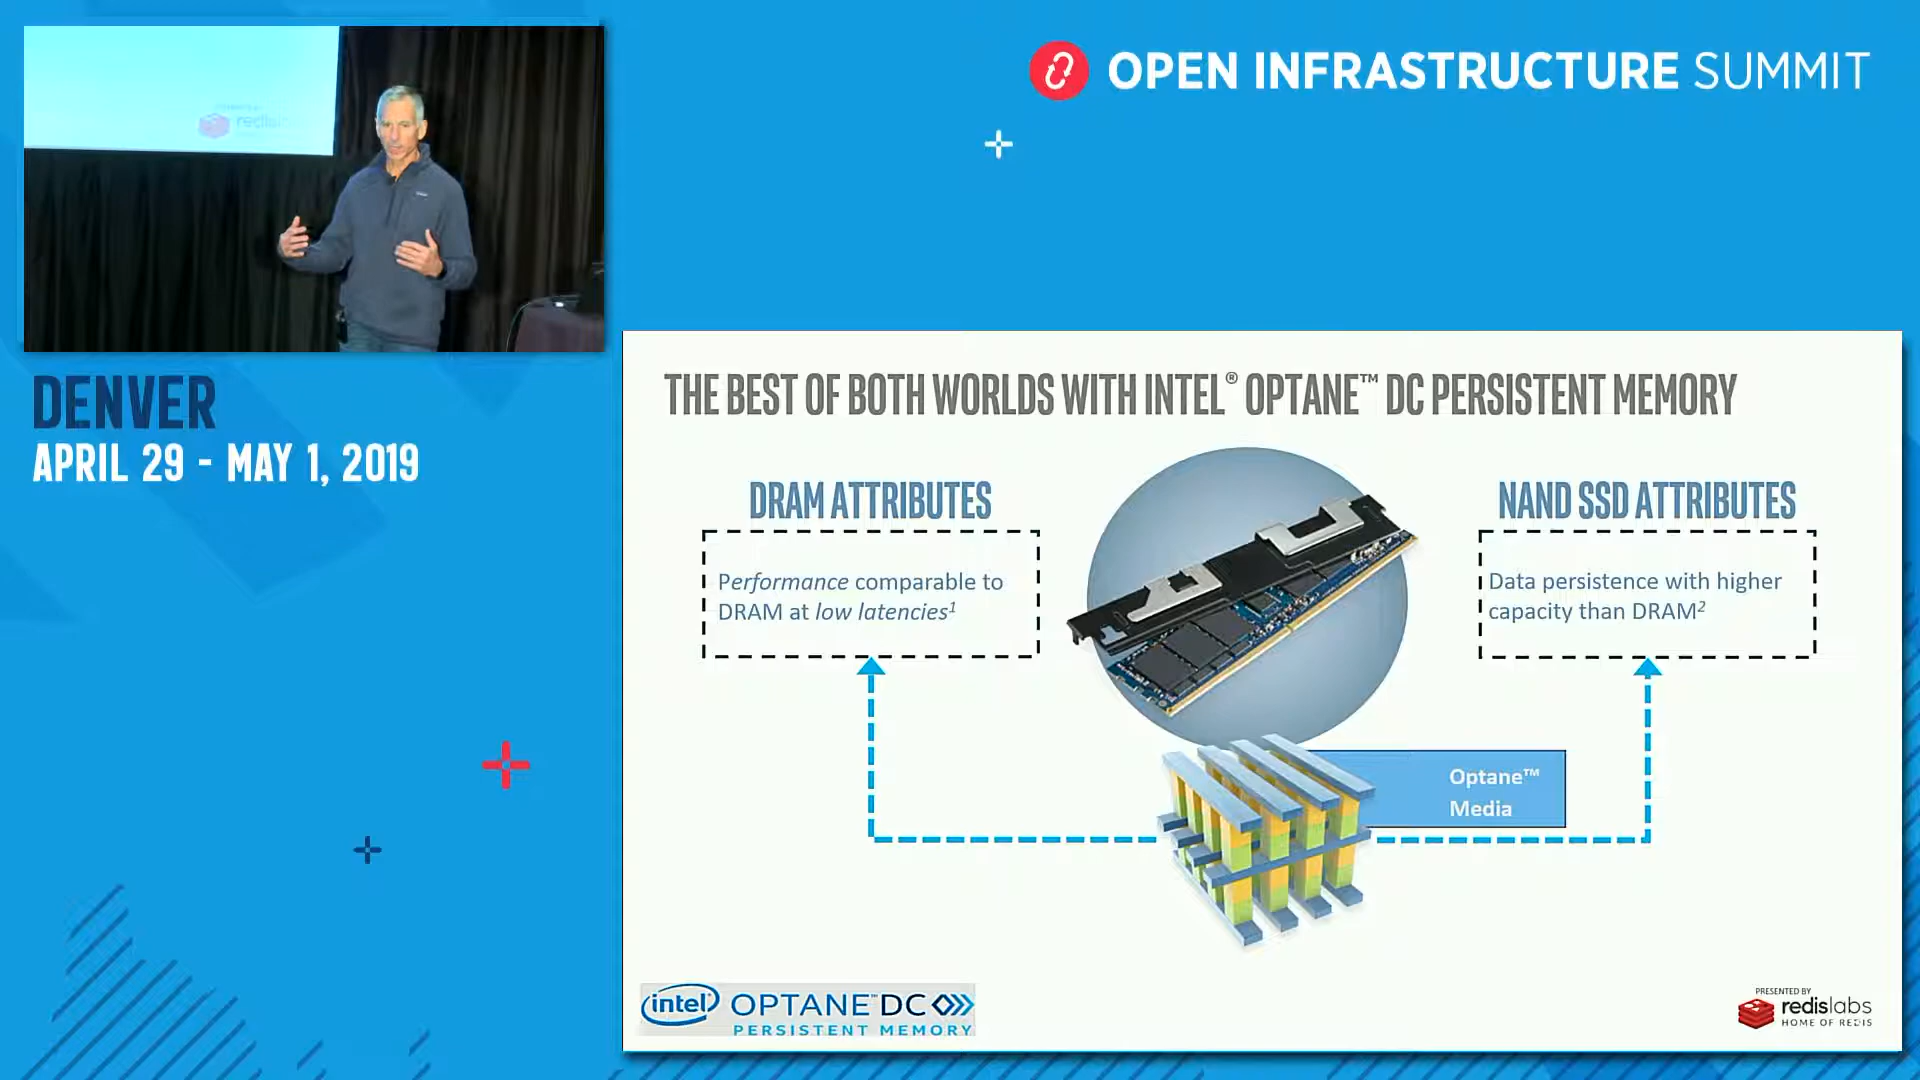 OPEN INFRASTRUCTURE SUMMIT
redis
DENVER
APRIL 29 - MAY 1, 2019
THE BEST OF BOTH WORLDS WITH INTEL® OPTANE™ DC PERSISTENT MEMORY
DRAM ATTRIBUTES
Performance comparable to
DRAM at low latencies1
NAND SSD ATTRIBUTES
Data persistence with higher
capacity than DRAM2
Optane™
Media
intel OPTANE™ DC
PERSISTENT MEMORY
PRESENTED BY
redislabs
HOME OF REDIS